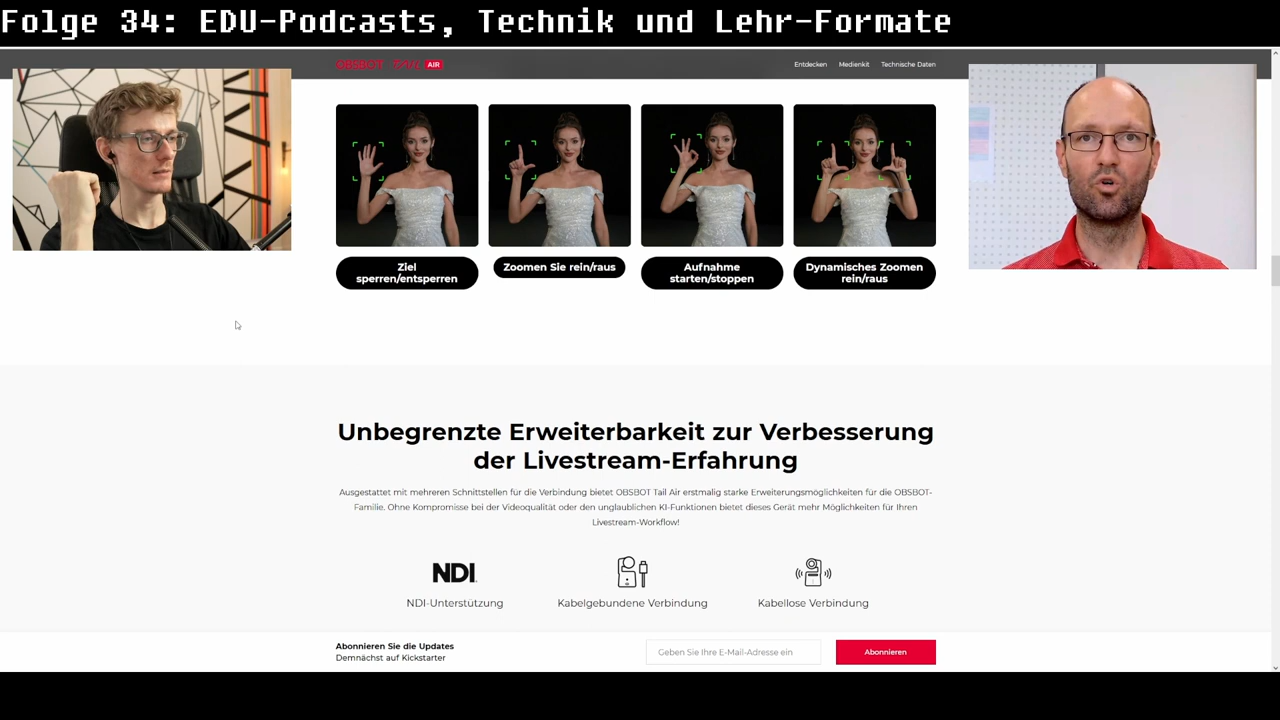 Folge 34: EDU-Podcasts, Technik und Lehr-Formate
OBSBOT Tail AIR
Entdecken Medienkit Technische Daten
Ziel
sperren/entsperren
Zoomen Sie rein/raus
Aufnahme
starten/stoppen
Dynamisches Zoomen
rein/raus
Unbegrenzte Erweiterbarkeit zur Verbesserung
der Livestream-Erfahrung
Ausgestattet mit mehreren Schnittstellen für die Verbindung bietet OBSBOT Tail Air erstmalig starke Erweiterungsmöglichkeiten für die OBSBOT-
Familie. Ohne Kompromisse bei der Videoqualität oder den unglaublichen KI-Funktionen bietet dieses Gerät mehr Möglichkeiten für Ihren
Livestream-Workflow!
NDI
NDI-Unterstützung
Kabelgebundene Verbindung
Kabellose Verbindung
Abonnieren Sie die Updates
Demnächst auf Kickstarter
Geben Sie Ihre E-Mail-Adresse ein
Abonnieren